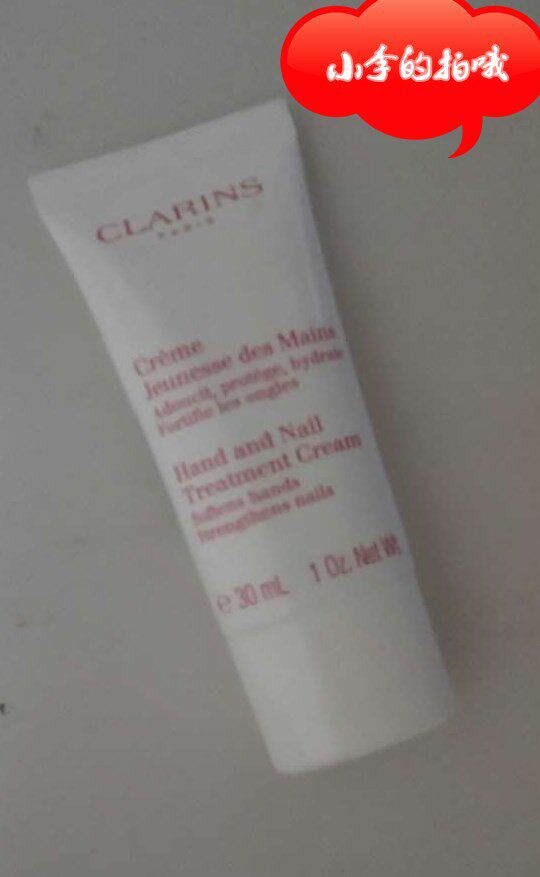 小李的拍哦
CLARINS
PARIS
Crème
Jeunesse des Mains
Adoucit, protège, hydrate
Fortifie les ongles
Hand and Nail
Treatment Cream
Softens hands
Strengthens nails
e 30 mL 1 Oz. Net Wt.